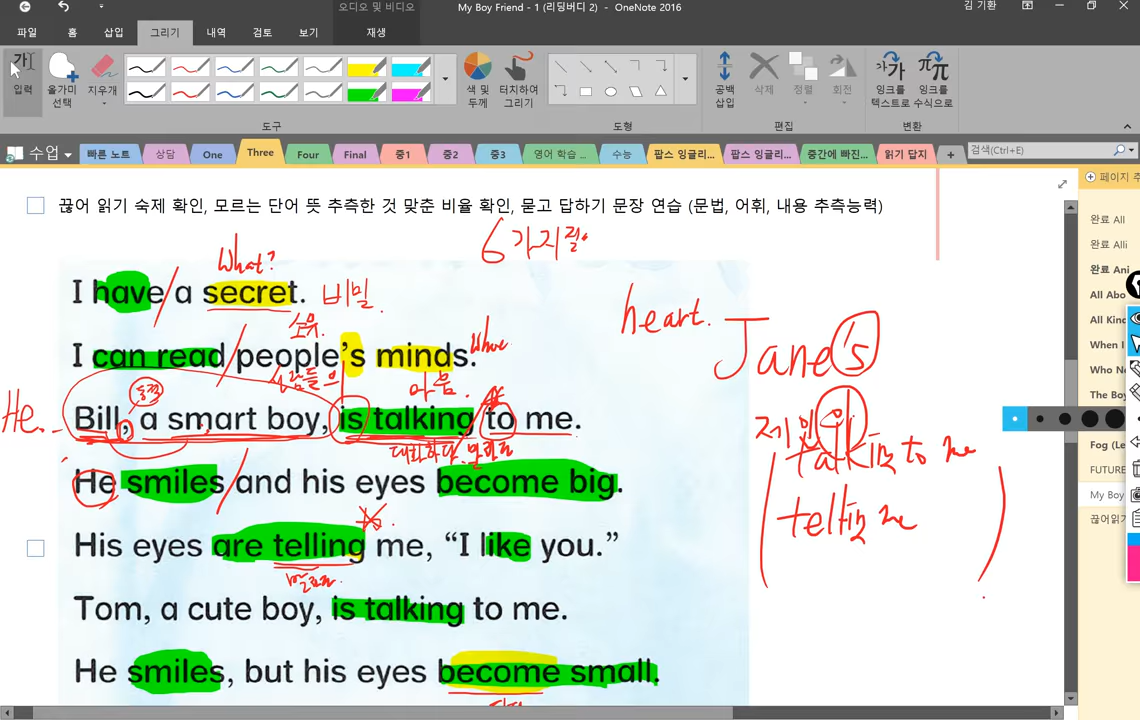 오디오 및 비디오
My Boy Friend - 1 (리딩버디 2) - OneNote 2016
김 기환
파일 홈 삽입 그리기 내역 검토 보기 재생
입력 올가미 선택 지우개 색 및 두께 터치하여 그리기 공백 삽입 삭제 정렬 회전 잉크를 텍스트로 잉크를 수식으로
도구 도형 편집 변환
수업 빠른 노트 상담 One Three Four Final 중1 중2 중3 영어 학습 ... 수능 팝스 잉글리... 팝스 잉글리... 중간에 빠진... 읽기 답지 + 검색(Ctrl+E)
페이지 추
끊어 읽기 숙제 확인, 모르는 단어 뜻 추측한 것 맞춘 비율 확인, 묻고 답하기 문장 연습 (문법, 어휘, 내용 추측능력)
6가지
What?
I have / a secret. 비밀
소유
heart.
Jane's
I can read / people's minds.
사람들의
마음
동격
He.
Bill, a smart boy, is talking / to me.
대화하다
제인의
talking to me
He smiles / and his eyes become big.
telling me
His eyes are telling me, “I like you.”
Tom, a cute boy, is talking to me.
He smiles, but his eyes become small.
완료 All
완료 Alli
완료 Ani
All Abo
All Kind
When I
Who Ne
The Boy
Fog (Le
FUTURE
My Boy
끊어읽기